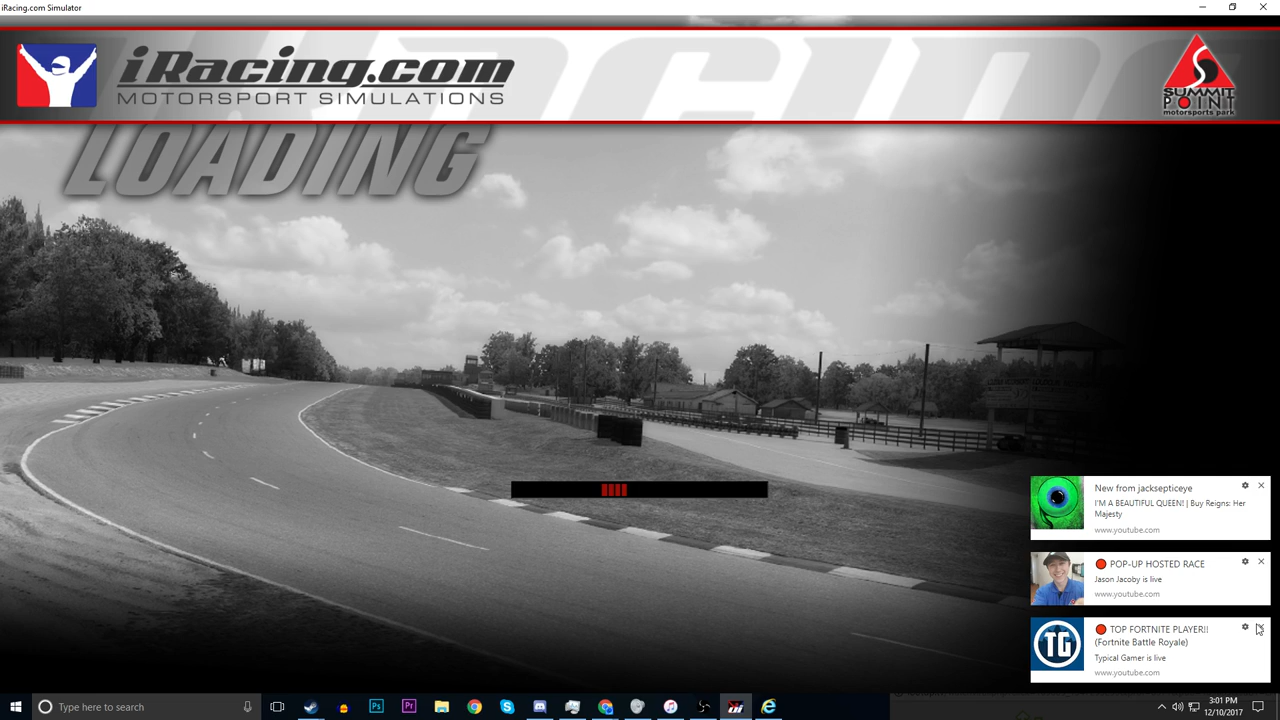 iRacing.com Simulator
iRacing.com
MOTORSPORT SIMULATIONS
SUMMIT
POINT
motorsports park
LOADING
New from jacksepticeye
I'M A BEAUTIFUL QUEEN! | Buy Reigns: Her
Majesty
www.youtube.com
POP-UP HOSTED RACE
Jason Jacoby is live
www.youtube.com
TG
TOP FORTNITE PLAYER!!
(Fortnite Battle Royale)
Typical Gamer is live
www.youtube.com
Type here to search
Ps
Pr
3:01 PM
12/10/2017